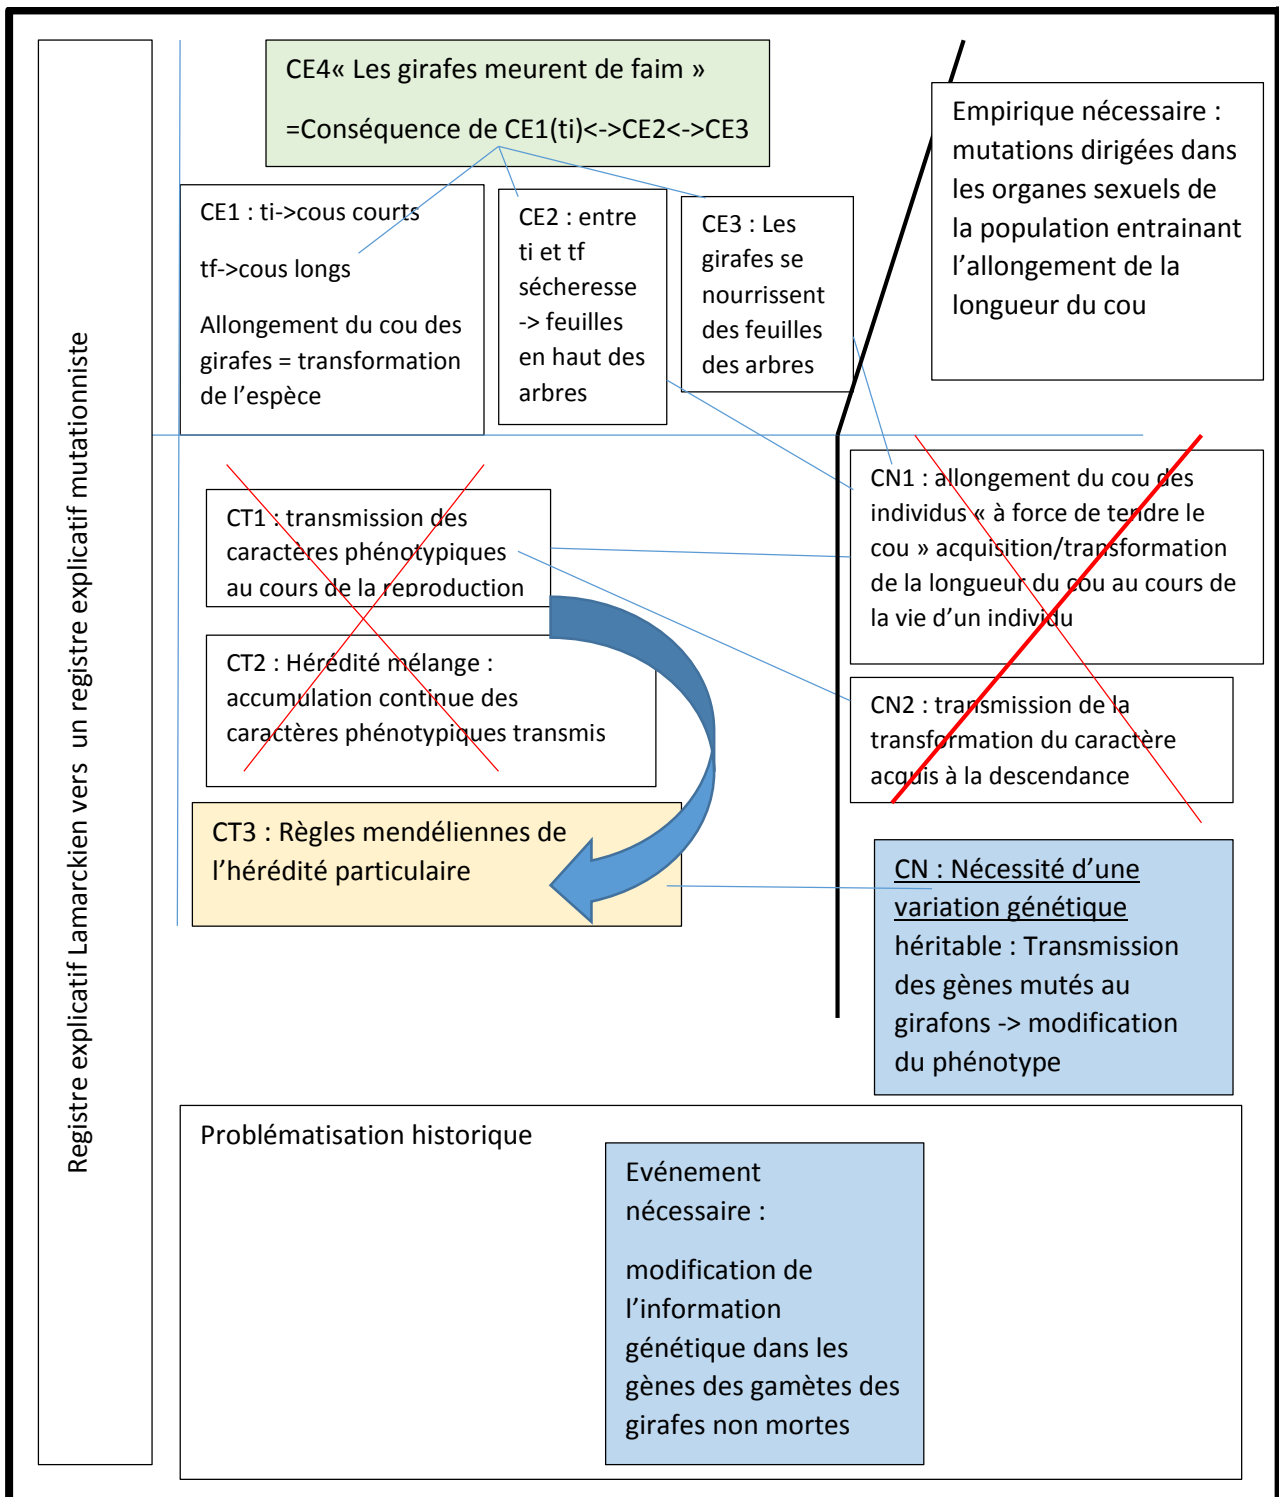 Registre explicatif Lamarckien vers  un registre explicatif mutationniste
CE4« Les girafes meurent de faim »
=Conséquence de CE1(ti)<->CE2<->CE3
CE1 : ti->cous courts
tf->cous longs
Allongement du cou des
girafes = transformation
de l’espèce
CE2 : entre
ti et tf
sécheresse
-> feuilles
en haut des
arbres
CE3 : Les
girafes se
nourrissent
des feuilles
des arbres
Empirique nécessaire :
mutations dirigées dans
les organes sexuels de
la population entrainant
l’allongement de la
longueur du cou
CT1 : transmission des
caractères phénotypiques
au cours de la reproduction
CT2 : Hérédité mélange :
accumulation continue des
caractères phénotypiques transmis
CT3 : Règles mendéliennes de
l’hérédité particulaire
CN1 : allongement du cou des
individus « à force de tendre le
cou » acquisition/transformation
de la longueur du cou au cours de
la vie d’un individu
CN2 : transmission de la
transformation du caractère
acquis à la descendance
CN : Nécessité d’une
variation génétique
héritable : Transmission
des gènes mutés au
girafons -> modification
du phénotype
Problématisation historique
Evénement
nécessaire :
modification de
l’information
génétique dans les
gènes des gamètes des
girafes non mortes